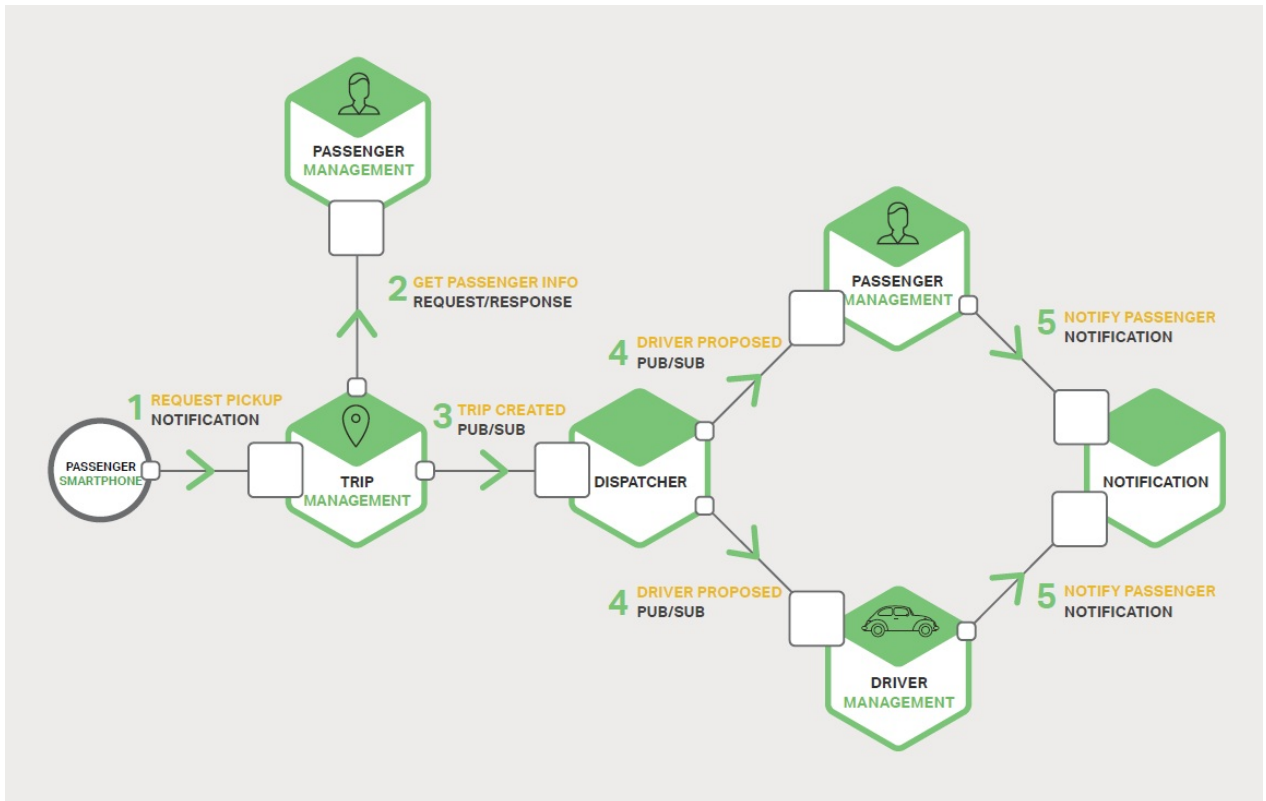 PASSENGER
MANAGEMENT
2 GET PASSENGER INFO
REQUEST/RESPONSE
1 REQUEST PICKUP
NOTIFICATION
PASSENGER
SMARTPHONE
TRIP
MANAGEMENT
3 TRIP CREATED
PUB/SUB
DISPATCHER
4 DRIVER PROPOSED
PUB/SUB
PASSENGER
MANAGEMENT
5 NOTIFY PASSENGER
NOTIFICATION
4 DRIVER PROPOSED
PUB/SUB
DRIVER
MANAGEMENT
5 NOTIFY PASSENGER
NOTIFICATION
NOTIFICATION